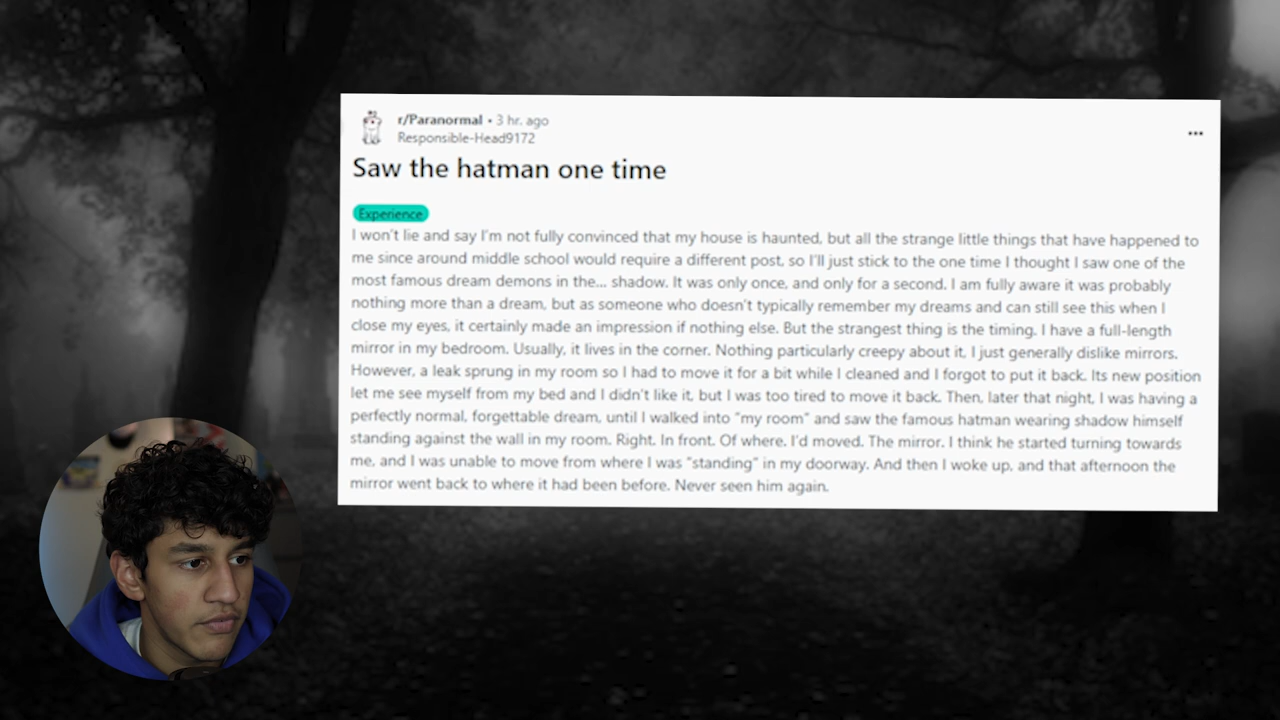 r/Paranormal • 3 hr. ago
Responsible-Head9172
Saw the hatman one time
Experience
I won't lie and say I'm not fully convinced that my house is haunted, but all the strange little things that have happened to
me since around middle school would require a different post, so I'll just stick to the one time I thought I saw one of the
most famous dream demons in the... shadow. It was only once, and only for a second. I am fully aware it was probably
nothing more than a dream, but as someone who doesn't typically remember my dreams and can still see this when I
close my eyes, it certainly made an impression if nothing else. But the strangest thing is the timing. I have a full-length
mirror in my bedroom. Usually, it lives in the corner. Nothing particularly creepy about it, I just generally dislike mirrors.
However, a leak sprung in my room so I had to move it for a bit while I cleaned and I forgot to put it back. Its new position
let me see myself from my bed and I didn't like it, but I was too tired to move it back. Then, later that night, I was having a
perfectly normal, forgettable dream, until I walked into "my room" and saw the famous hatman wearing shadow himself
standing against the wall in my room. Right. In front. Of where. I'd moved. The mirror. I think he started turning towards
me, and I was unable to move from where I was "standing" in my doorway. And then I woke up, and that afternoon the
mirror went back to where it had been before. Never seen him again.